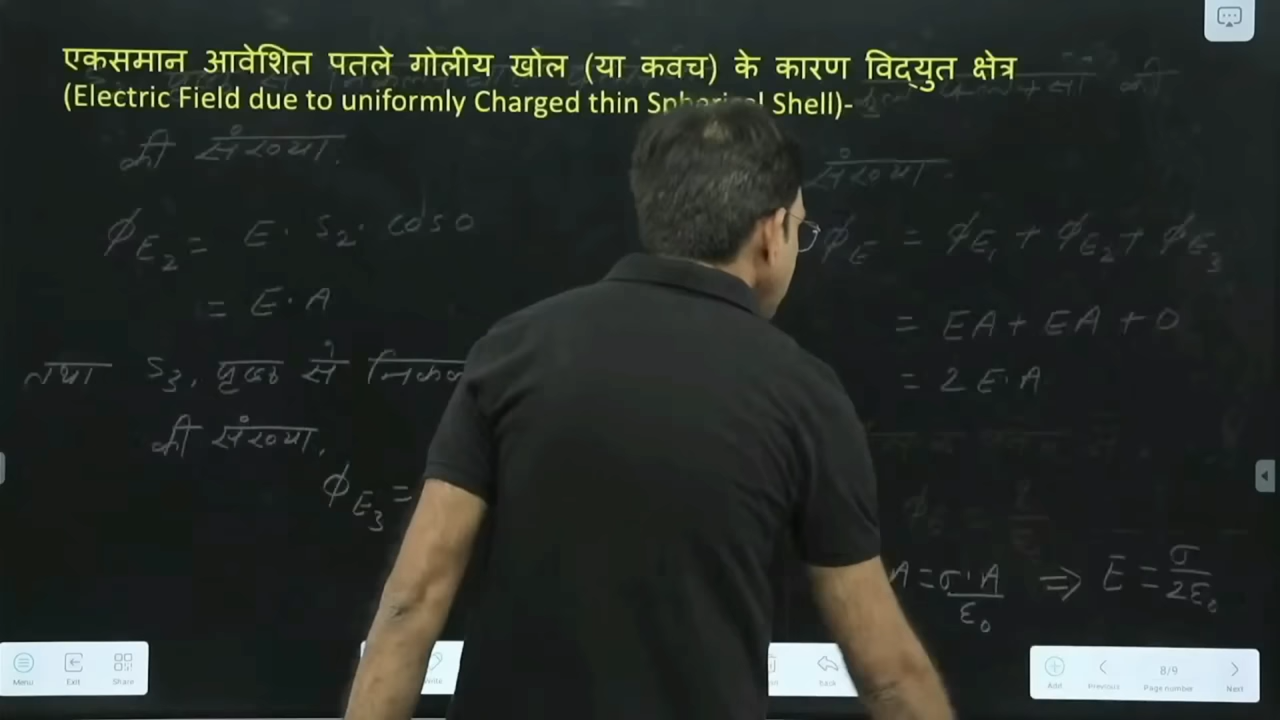 एकसमान आवेशित पतले गोलीय खोल (या कवच) के कारण विद्युत क्षेत्र
(Electric Field due to uniformly Charged thin Spherical Shell)-
की संख्या.
ϕE₂ = E. S₂. cos0
= E.A
तथा S₃, पृष्ठ से
की संख्या.
ϕE₃ =
संख्या.
ϕE = ϕE₁ + ϕE₂ + ϕE₃
= EA + EA + 0
= 2E.A
A = σ.A/ε₀ ⇒ E = σ/2ε₀
Menu
Exit
Share
back
Add
Previous
8/9
Page number
Next